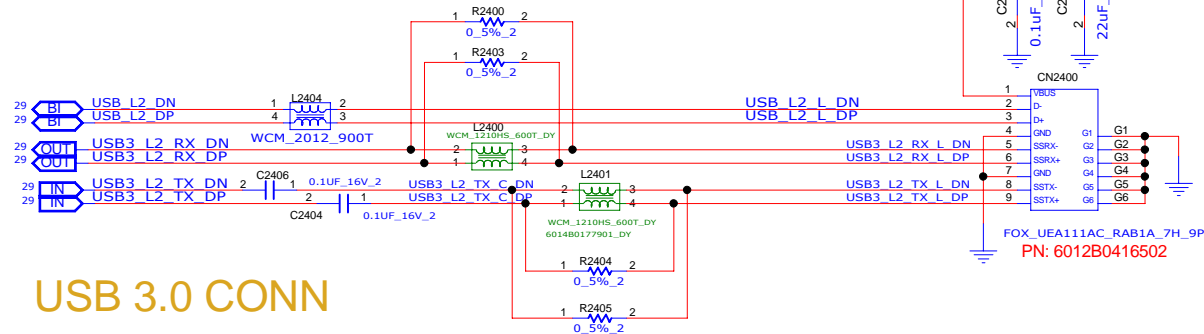 R2400
1 2
0_5%_2
R2403
1 2
0_5%_2
0.1uF_
22uF_
2 2
CN2400
29 BI USB_L2_DN 1 L2404 2 USB_L2_L_DN 2 D-
29 BI USB_L2_DP 4 3 USB_L2_L_DP 3 D+
1 VBUS
WCM_2012_900T
L2400
WCM_1210HS_600T_DY
4 GND G1 G1
29 OUT USB3_L2_RX_DN 2 3 USB3_L2_RX_L_DN 5 SSRX- G2 G2
29 OUT USB3_L2_RX_DP 1 4 USB3_L2_RX_L_DP 6 SSRX+ G3 G3
7 GND G4 G4
29 IN USB3_L2_TX_DN 2 C2406 1 0.1UF_16V_2 USB3_L2_TX_C_DN 2 L2401 3 USB3_L2_TX_L_DN 8 SSTX- G5 G5
29 IN USB3_L2_TX_DP 2 C2404 1 0.1UF_16V_2 USB3_L2_TX_C_DP 1 4 USB3_L2_TX_L_DP 9 SSTX+ G6 G6
WCM_1210HS_600T_DY
6014B0177901_DY
FOX_UEA111AC_RAB1A_7H_9P
PN: 6012B0416502
R2404
1 2
0_5%_2
R2405
1 2
0_5%_2
USB 3.0 CONN